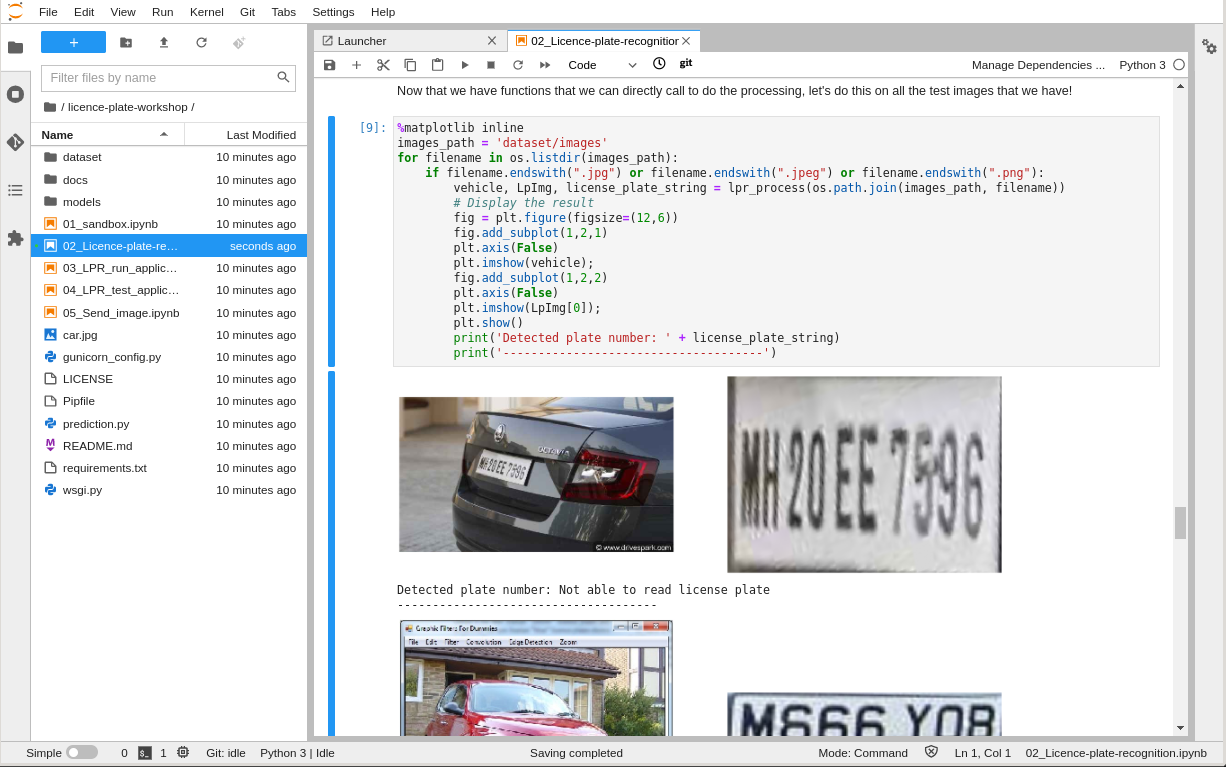 File Edit View Run Kernel Git Tabs Settings Help
+
Filter files by name
/ licence-plate-workshop /
Name Last Modified
dataset 10 minutes ago
docs 10 minutes ago
models 10 minutes ago
01_sandbox.ipynb 10 minutes ago
02_Licence-plate-re… seconds ago
03_LPR_run_applic… 10 minutes ago
04_LPR_test_applic… 10 minutes ago
05_Send_image.ipynb 10 minutes ago
car.jpg 10 minutes ago
gunicorn_config.py 10 minutes ago
LICENSE 10 minutes ago
Pipfile 10 minutes ago
prediction.py 10 minutes ago
README.md 10 minutes ago
requirements.txt 10 minutes ago
wsgi.py 10 minutes ago
Launcher
02_Licence-plate-recognition
Code git Manage Dependencies ... Python 3
Now that we have functions that we can directly call to do the processing, let's do this on all the test images that we have!
[9]:
%matplotlib inline
images_path = 'dataset/images'
for filename in os.listdir(images_path):
    if filename.endswith(".jpg") or filename.endswith(".jpeg") or filename.endswith(".png"):
        vehicle, LpImg, license_plate_string = lpr_process(os.path.join(images_path, filename))
        # Display the result
        fig = plt.figure(figsize=(12,6))
        fig.add_subplot(1,2,1)
        plt.axis(False)
        plt.imshow(vehicle);
        fig.add_subplot(1,2,2)
        plt.axis(False)
        plt.imshow(LpImg[0]);
        plt.show()
        print('Detected plate number: ' + license_plate_string)
        print('-------------------------------------')
OCTAVIA
MH20EE 7596
© www.drivespark.com
MH20EE 7596
Detected plate number: Not able to read license plate
-------------------------------------
Graphic Filters For Dummies
File Edit Filter Convolution Edge Detection Zoom
M666 YOB
Simple 0 $_ 1 Git: idle Python 3 | Idle Saving completed Mode: Command Ln 1, Col 1 02_Licence-plate-recognition.ipynb